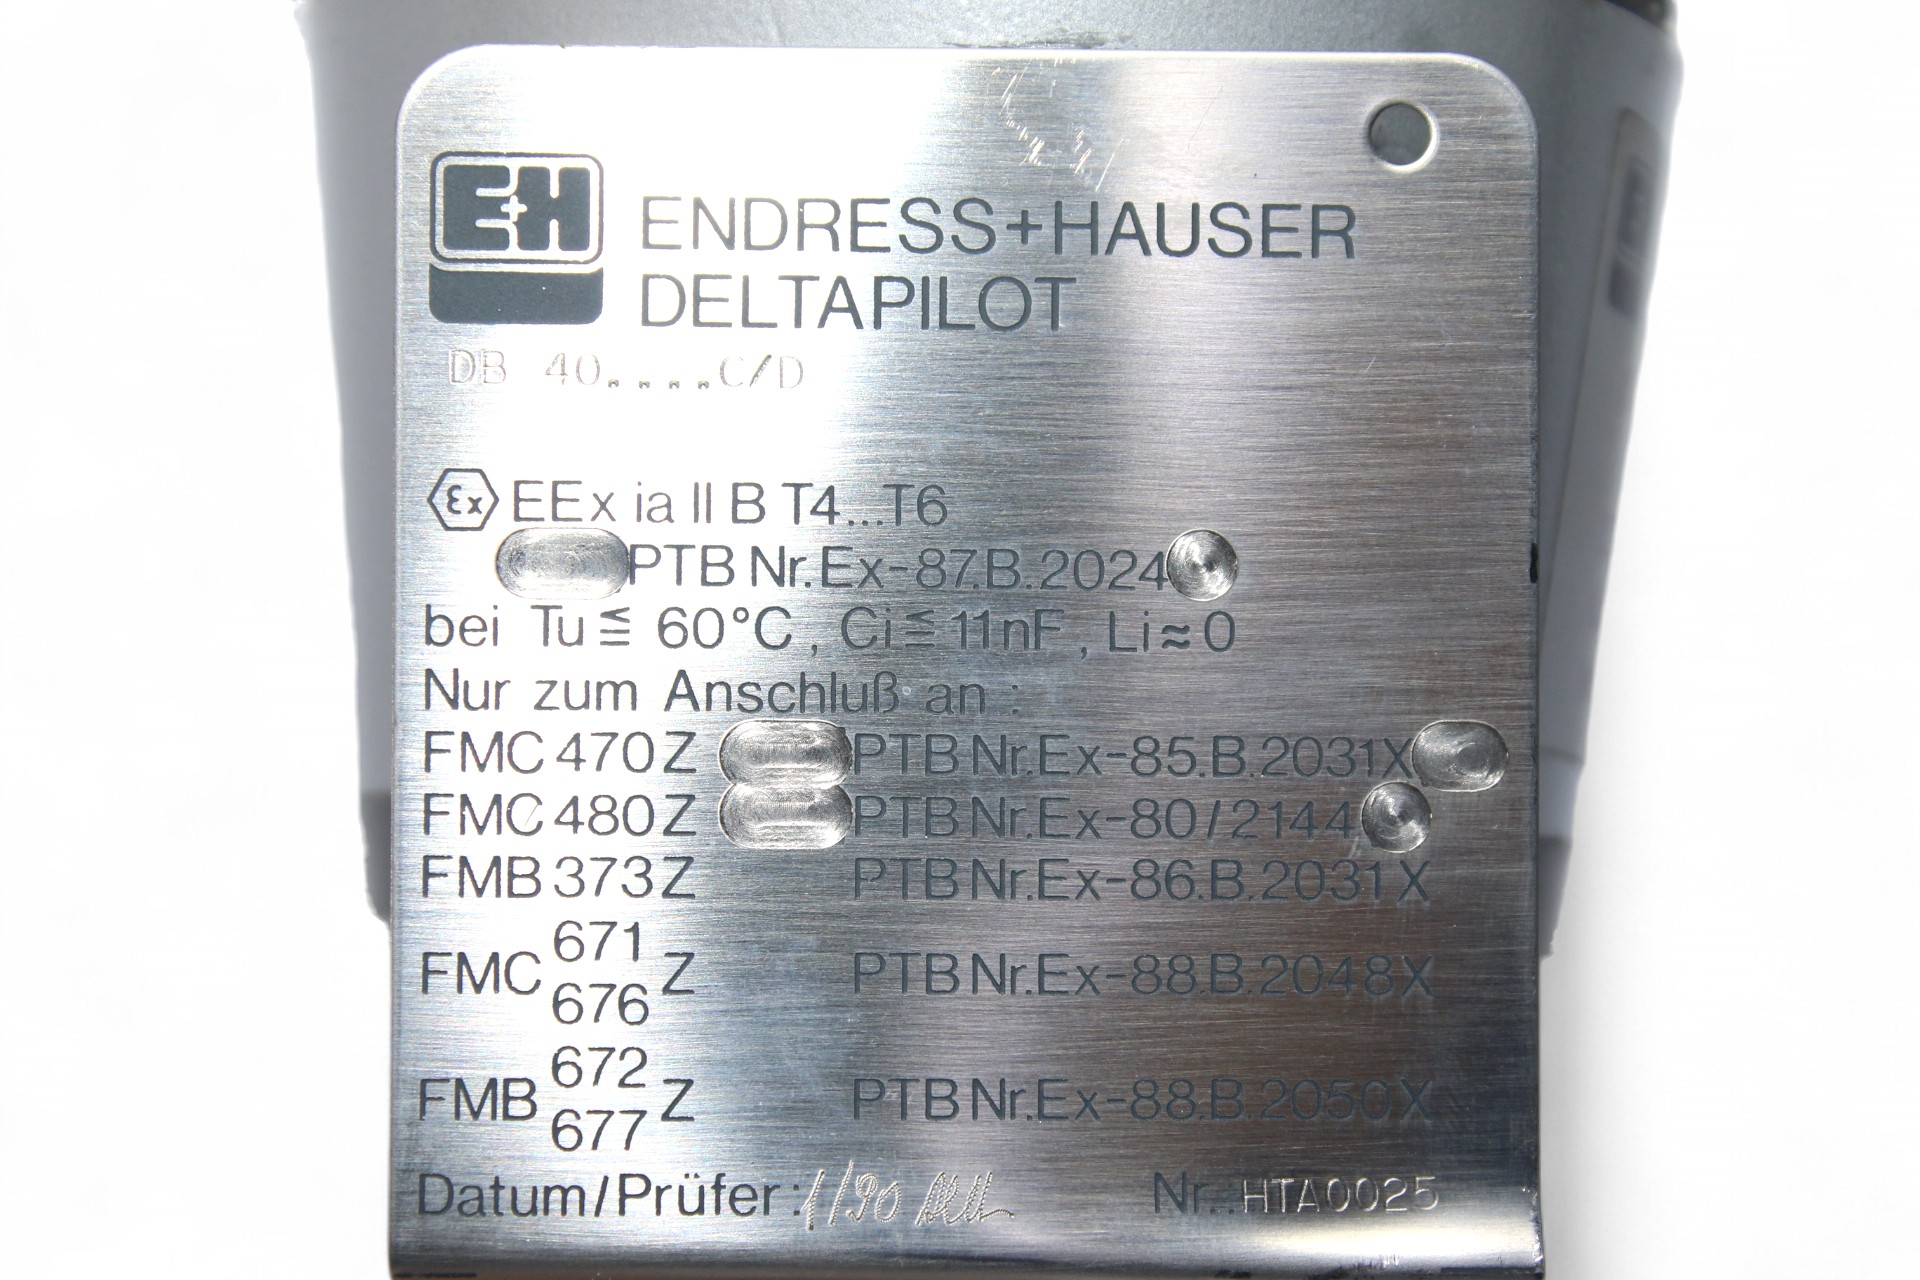 E+H
ENDRESS+HAUSER
DELTAPILOT
DB 40....C/D
Ex EEx ia II B T4...T6
PTB Nr.Ex-87.B.2024
bei Tu ≦ 60°C, Ci ≦ 11nF, Li ≈ 0
Nur zum Anschluß an :
FMC 470 Z PTB Nr.Ex-85.B.2031X
FMC 480 Z PTB Nr.Ex-80/2144
FMB 373 Z PTB Nr.Ex-86.B.2031X
671
FMC Z PTB Nr.Ex-88.B.2048X
676
672
FMB Z PTB Nr.Ex-88.B.2050X
677
Datum/Prüfer: 1/90 Nr.: HTA0025